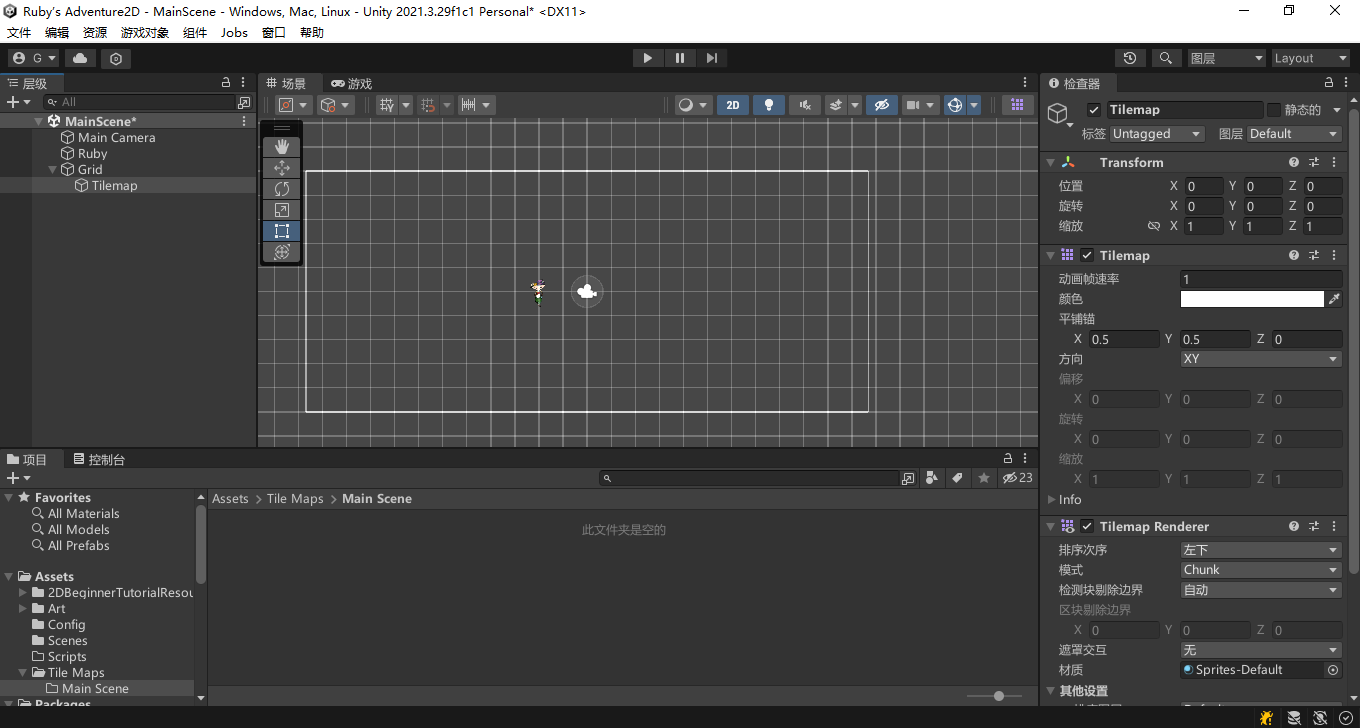 Ruby's Adventure2D - MainScene - Windows, Mac, Linux - Unity 2021.3.29f1c1 Personal* <DX11>
文件 编辑 资源 游戏对象 组件 Jobs 窗口 帮助
G 图层 Layout
层级
All
MainScene*
Main Camera
Ruby
Grid
Tilemap
场景 游戏
2D
项目 控制台
23
Favorites
All Materials
All Models
All Prefabs
Assets
2DBeginnerTutorialResou
Art
Config
Scenes
Scripts
Tile Maps
Main Scene
Packages
Assets > Tile Maps > Main Scene
此文件夹是空的
检查器
Tilemap 静态的
标签 Untagged 图层 Default
Transform
位置 X 0 Y 0 Z 0
旋转 X 0 Y 0 Z 0
缩放 X 1 Y 1 Z 1
Tilemap
动画帧速率 1
颜色
平铺锚
X 0.5 Y 0.5 Z 0
方向 XY
偏移
X 0 Y 0 Z 0
旋转
X 0 Y 0 Z 0
缩放
X 1 Y 1 Z 1
Info
Tilemap Renderer
排序次序 左下
模式 Chunk
检测块剔除边界 自动
区块剔除边界
X 0 Y 0 Z 0
遮罩交互 无
材质 Sprites-Default
其他设置